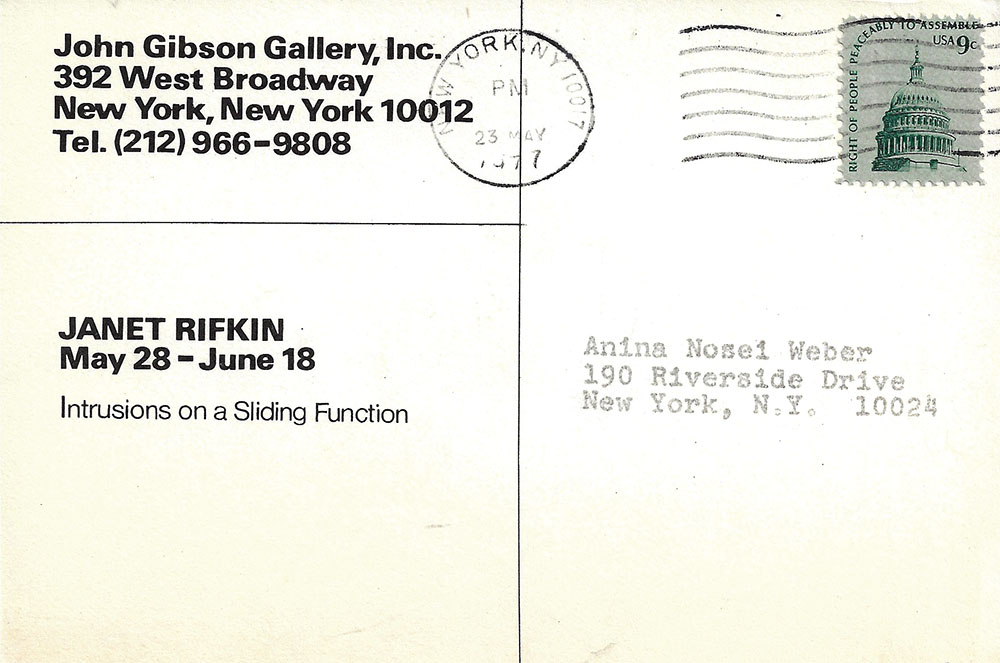 John Gibson Gallery, Inc.
392 West Broadway
New York, New York 10012
Tel. (212) 966-9808
NEW YORK, NY 10017
PM
23 MAY
1977
RIGHT OF PEOPLE PEACEABLY TO ASSEMBLE
USA 9c
JANET RIFKIN
May 28 - June 18
Intrusions on a Sliding Function
Anina Nosei Weber
190 Riverside Drive
New York, N.Y. 10024